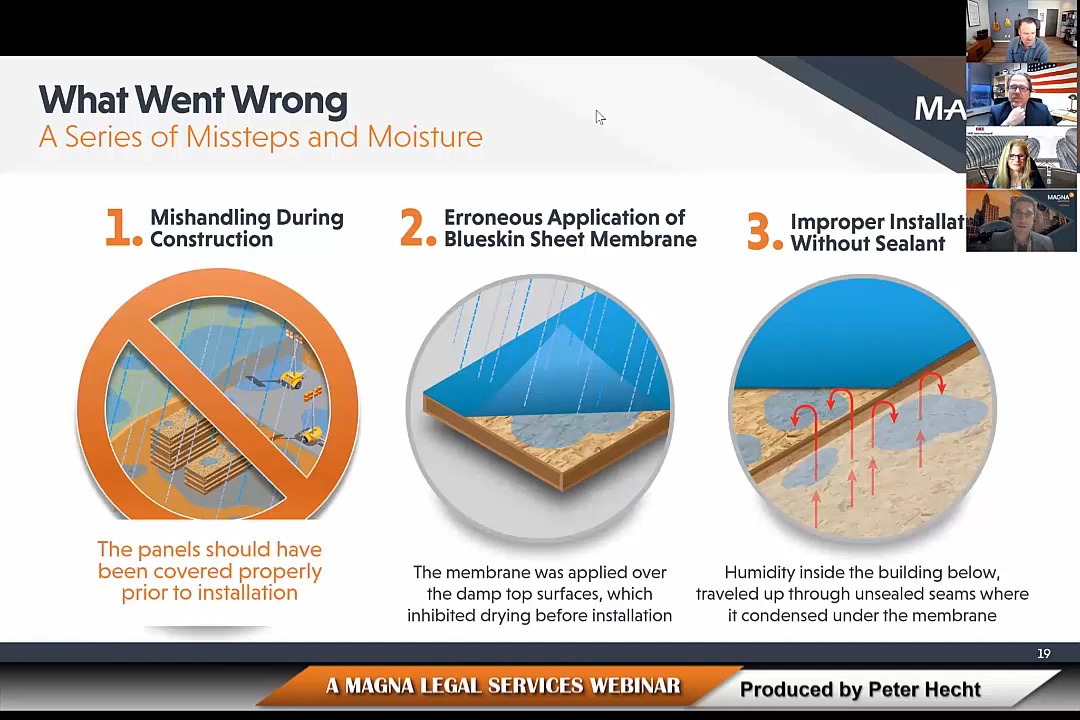 What Went Wrong
A Series of Missteps and Moisture
MA
MAGNA
1. Mishandling During
Construction
2. Erroneous Application of
Blueskin Sheet Membrane
3. Improper Installat
Without Sealant
The panels should have
been covered properly
prior to installation
The membrane was applied over
the damp top surfaces, which
inhibited drying before installation
Humidity inside the building below,
traveled up through unsealed seams where
it condensed under the membrane
19
A MAGNA LEGAL SERVICES WEBINAR
Produced by Peter Hecht